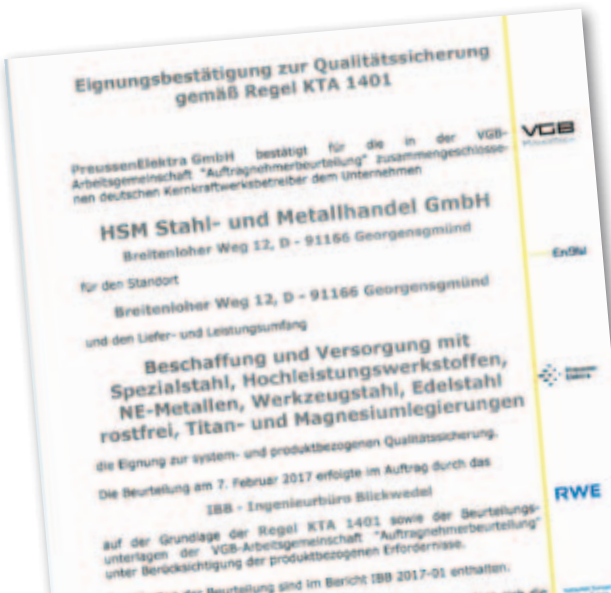 Eignungsbestätigung zur Qualitätssicherung
gemäß Regel KTA 1401
VGB
PreussenElektra GmbH bestätigt für die in der VGB-
Arbeitsgemeinschaft "Auftragnehmerbeurteilung" zusammengeschlosse-
nen deutschen Kernkraftwerksbetreiber dem Unternehmen
HSM Stahl- und Metallhandel GmbH
Breitenloher Weg 12, D - 91166 Georgensgmünd
EnBW
für den Standort
Breitenloher Weg 12, D - 91166 Georgensgmünd
und den Liefer- und Leistungsumfang
Beschaffung und Versorgung mit
Spezialstahl, Hochleistungswerkstoffen,
NE-Metallen, Werkzeugstahl, Edelstahl
rostfrei, Titan- und Magnesiumlegierungen
Preussen
Elektra
die Eignung zur system- und produktbezogenen Qualitätssicherung.
Die Beurteilung am 7. Februar 2017 erfolgte im Auftrag durch das
IBB - Ingenieurbüro Blickwedel
RWE
auf der Grundlage der Regel KTA 1401 sowie der Beurteilungs-
unterlagen der VGB-Arbeitsgemeinschaft "Auftragnehmerbeurteilung"
unter Berücksichtigung der produktbezogenen Erfordernisse.
der Beurteilung sind im Bericht IBB 2017-01 enthalten.
sich die